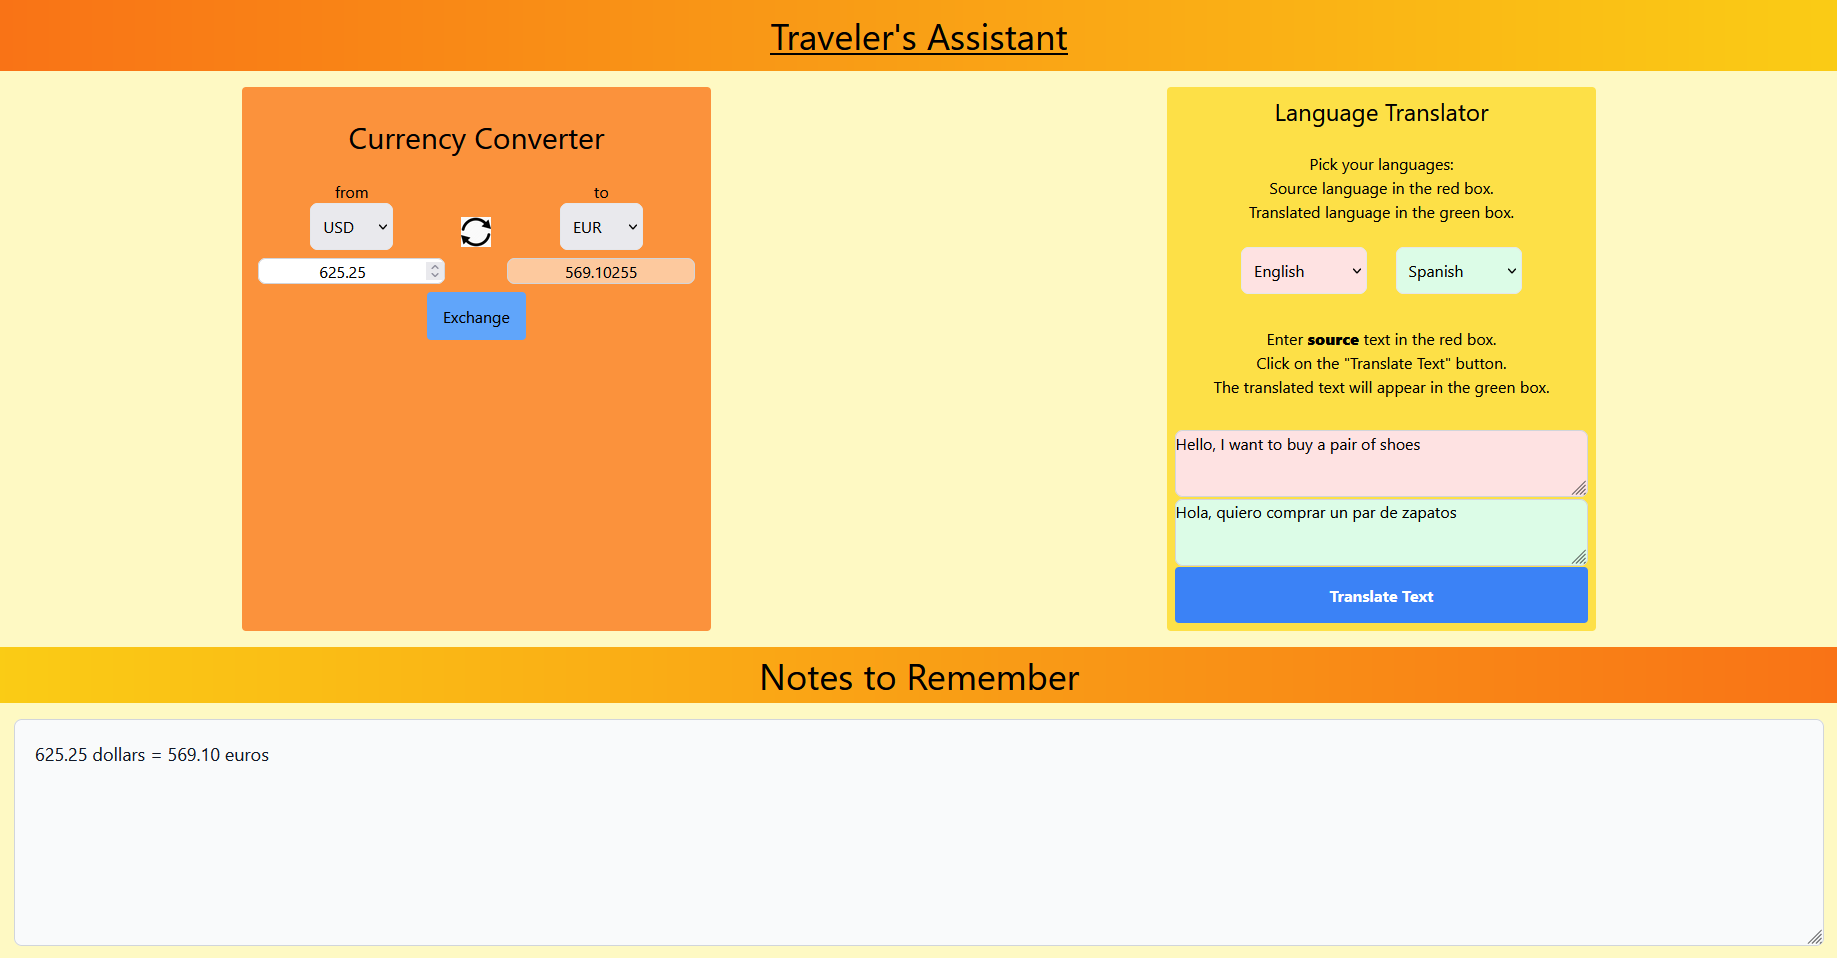 Traveler's Assistant
Currency Converter
from
to
USD
EUR
625.25
569.10255
Exchange
Language Translator
Pick your languages:
Source language in the red box.
Translated language in the green box.
English
Spanish
Enter source text in the red box.
Click on the "Translate Text" button.
The translated text will appear in the green box.
Hello, I want to buy a pair of shoes
Hola, quiero comprar un par de zapatos
Translate Text
Notes to Remember
625.25 dollars = 569.10 euros